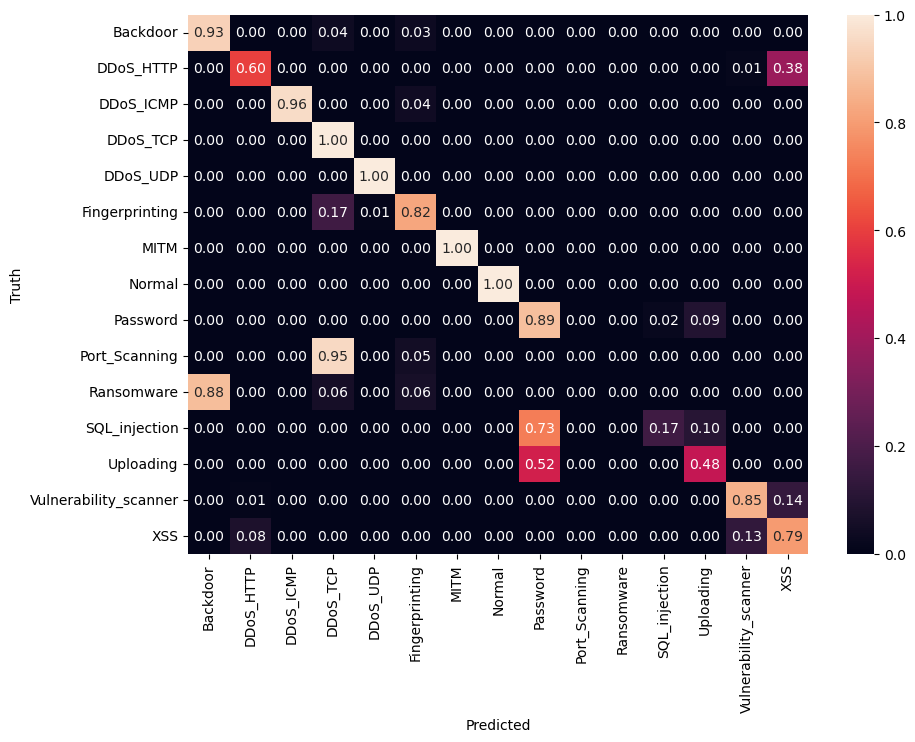 Backdoor 0.93 0.00 0.00 0.04 0.00 0.03 0.00 0.00 0.00 0.00 0.00 0.00 0.00 0.00 0.00
DDoS_HTTP 0.00 0.60 0.00 0.00 0.00 0.00 0.00 0.00 0.00 0.00 0.00 0.00 0.00 0.01 0.38
DDoS_ICMP 0.00 0.00 0.96 0.00 0.00 0.04 0.00 0.00 0.00 0.00 0.00 0.00 0.00 0.00 0.00
DDoS_TCP 0.00 0.00 0.00 1.00 0.00 0.00 0.00 0.00 0.00 0.00 0.00 0.00 0.00 0.00 0.00
DDoS_UDP 0.00 0.00 0.00 0.00 1.00 0.00 0.00 0.00 0.00 0.00 0.00 0.00 0.00 0.00 0.00
Fingerprinting 0.00 0.00 0.00 0.17 0.01 0.82 0.00 0.00 0.00 0.00 0.00 0.00 0.00 0.00 0.00
MITM 0.00 0.00 0.00 0.00 0.00 0.00 1.00 0.00 0.00 0.00 0.00 0.00 0.00 0.00 0.00
Normal 0.00 0.00 0.00 0.00 0.00 0.00 0.00 1.00 0.00 0.00 0.00 0.00 0.00 0.00 0.00
Password 0.00 0.00 0.00 0.00 0.00 0.00 0.00 0.00 0.89 0.00 0.00 0.02 0.09 0.00 0.00
Port_Scanning 0.00 0.00 0.00 0.95 0.00 0.05 0.00 0.00 0.00 0.00 0.00 0.00 0.00 0.00 0.00
Ransomware 0.88 0.00 0.00 0.06 0.00 0.06 0.00 0.00 0.00 0.00 0.00 0.00 0.00 0.00 0.00
SQL_injection 0.00 0.00 0.00 0.00 0.00 0.00 0.00 0.00 0.73 0.00 0.00 0.17 0.10 0.00 0.00
Uploading 0.00 0.00 0.00 0.00 0.00 0.00 0.00 0.00 0.52 0.00 0.00 0.00 0.48 0.00 0.00
Vulnerability_scanner 0.00 0.01 0.00 0.00 0.00 0.00 0.00 0.00 0.00 0.00 0.00 0.00 0.00 0.85 0.14
XSS 0.00 0.08 0.00 0.00 0.00 0.00 0.00 0.00 0.00 0.00 0.00 0.00 0.00 0.13 0.79
Truth
Backdoor
DDoS_HTTP
DDoS_ICMP
DDoS_TCP
DDoS_UDP
Fingerprinting
MITM
Normal
Password
Port_Scanning
Ransomware
SQL_injection
Uploading
Vulnerability_scanner
XSS
Predicted
1.0
0.8
0.6
0.4
0.2
0.0